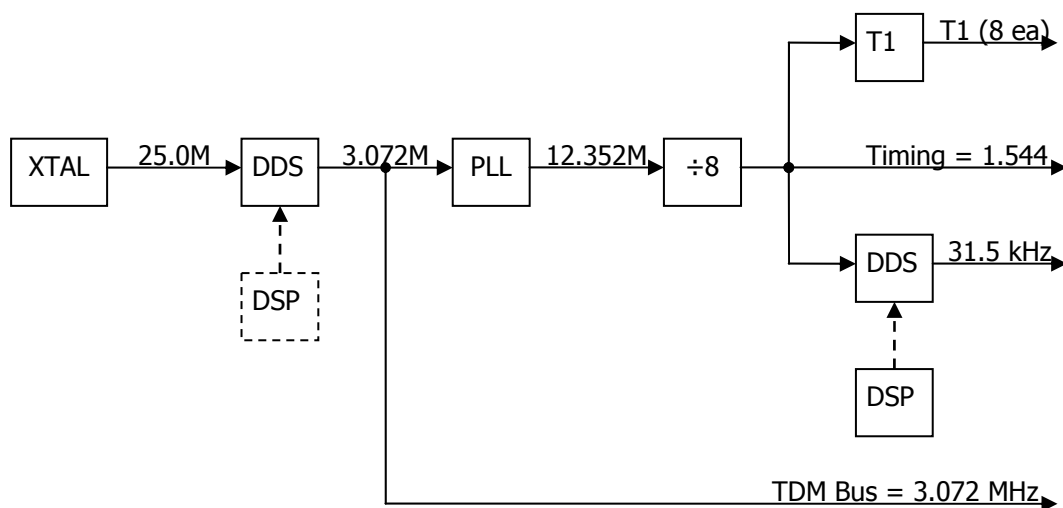 T1
T1 (8 ea)
XTAL
25.0M
DDS
3.072M
PLL
12.352M
÷8
Timing = 1.544
DSP
DDS
31.5 kHz
DSP
TDM Bus = 3.072 MHz